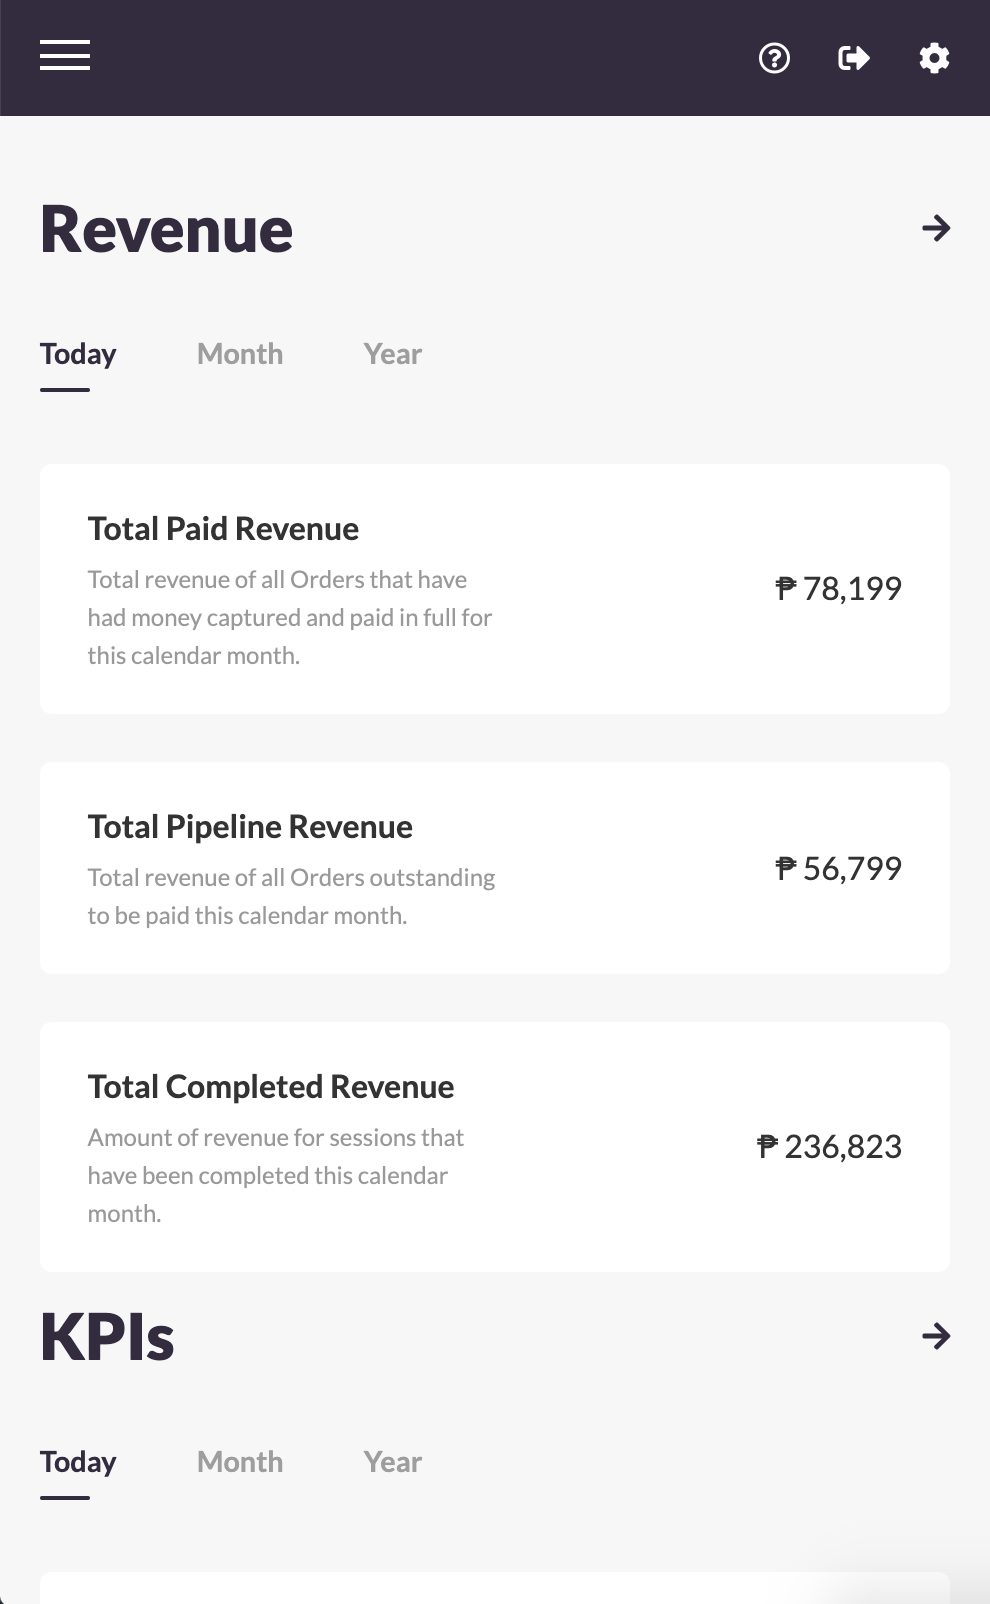 Revenue
Today Month Year
Total Paid Revenue
Total revenue of all Orders that have
had money captured and paid in full for
this calendar month.
₱ 78,199
Total Pipeline Revenue
Total revenue of all Orders outstanding
to be paid this calendar month.
₱ 56,799
Total Completed Revenue
Amount of revenue for sessions that
have been completed this calendar
month.
₱ 236,823
KPIs
Today Month Year